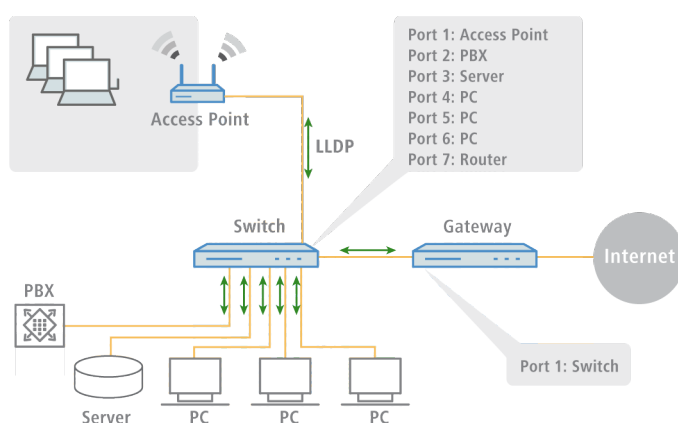 Port 1: Access Point
Port 2: PBX
Port 3: Server
Port 4: PC
Port 5: PC
Port 6: PC
Port 7: Router
Access Point
LLDP
Switch
Gateway
Internet
PBX
Port 1: Switch
Server
PC
PC
PC